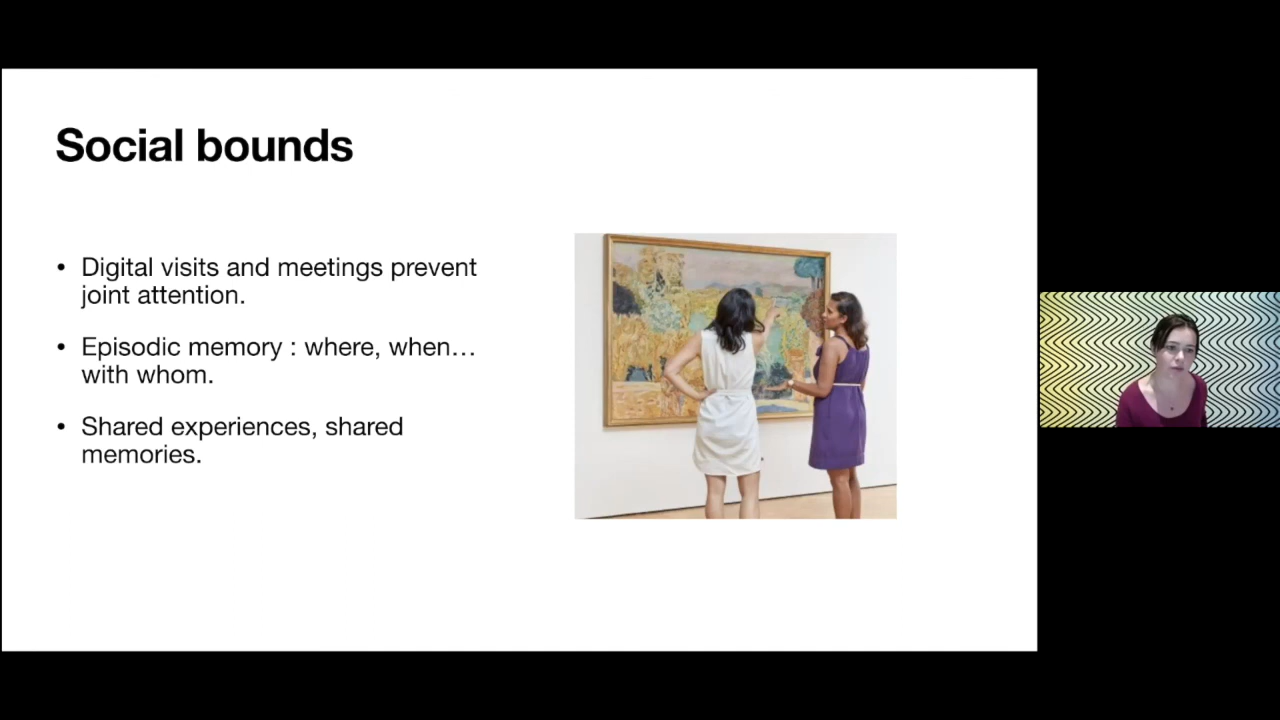 Social bounds
• Digital visits and meetings prevent
joint attention.
• Episodic memory : where, when…
with whom.
• Shared experiences, shared
memories.